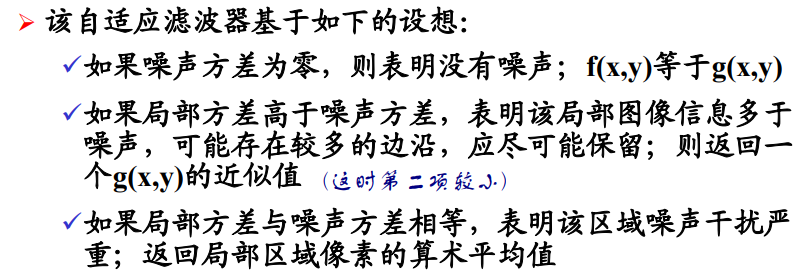 ➢ 该自适应滤波器基于如下的设想：
✓如果噪声方差为零，则表明没有噪声；f(x,y)等于g(x,y)
✓如果局部方差高于噪声方差，表明该局部图像信息多于
噪声，可能存在较多的边沿，应尽可能保留；则返回一
个g(x,y)的近似值 (这时第二项较小)
✓如果局部方差与噪声方差相等，表明该区域噪声干扰严
重；返回局部区域像素的算术平均值